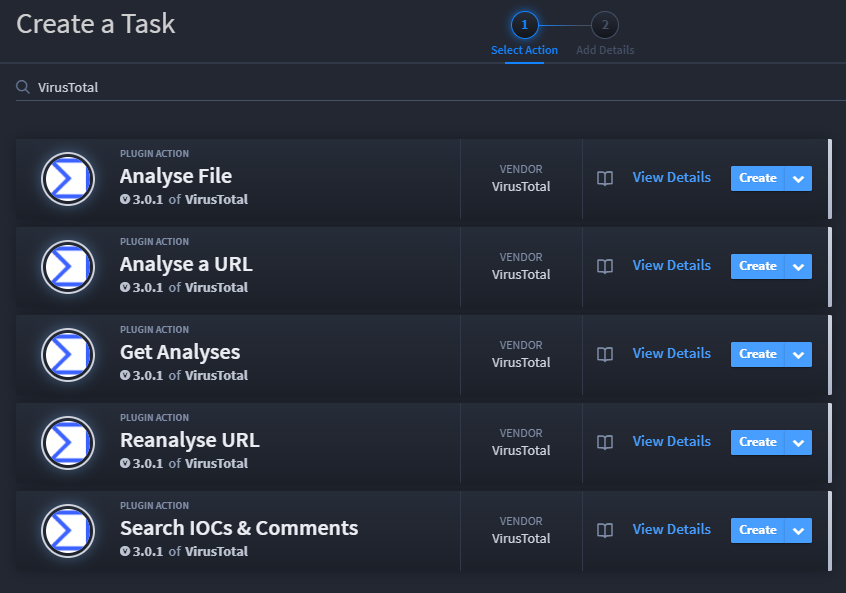 Create a Task
1
2
Select Action
Add Details
VirusTotal
PLUGIN ACTION
Analyse File
3.0.1 of VirusTotal
VENDOR
VirusTotal
View Details
Create
PLUGIN ACTION
Analyse a URL
3.0.1 of VirusTotal
VENDOR
VirusTotal
View Details
Create
PLUGIN ACTION
Get Analyses
3.0.1 of VirusTotal
VENDOR
VirusTotal
View Details
Create
PLUGIN ACTION
Reanalyse URL
3.0.1 of VirusTotal
VENDOR
VirusTotal
View Details
Create
PLUGIN ACTION
Search IOCs & Comments
3.0.1 of VirusTotal
VENDOR
VirusTotal
View Details
Create